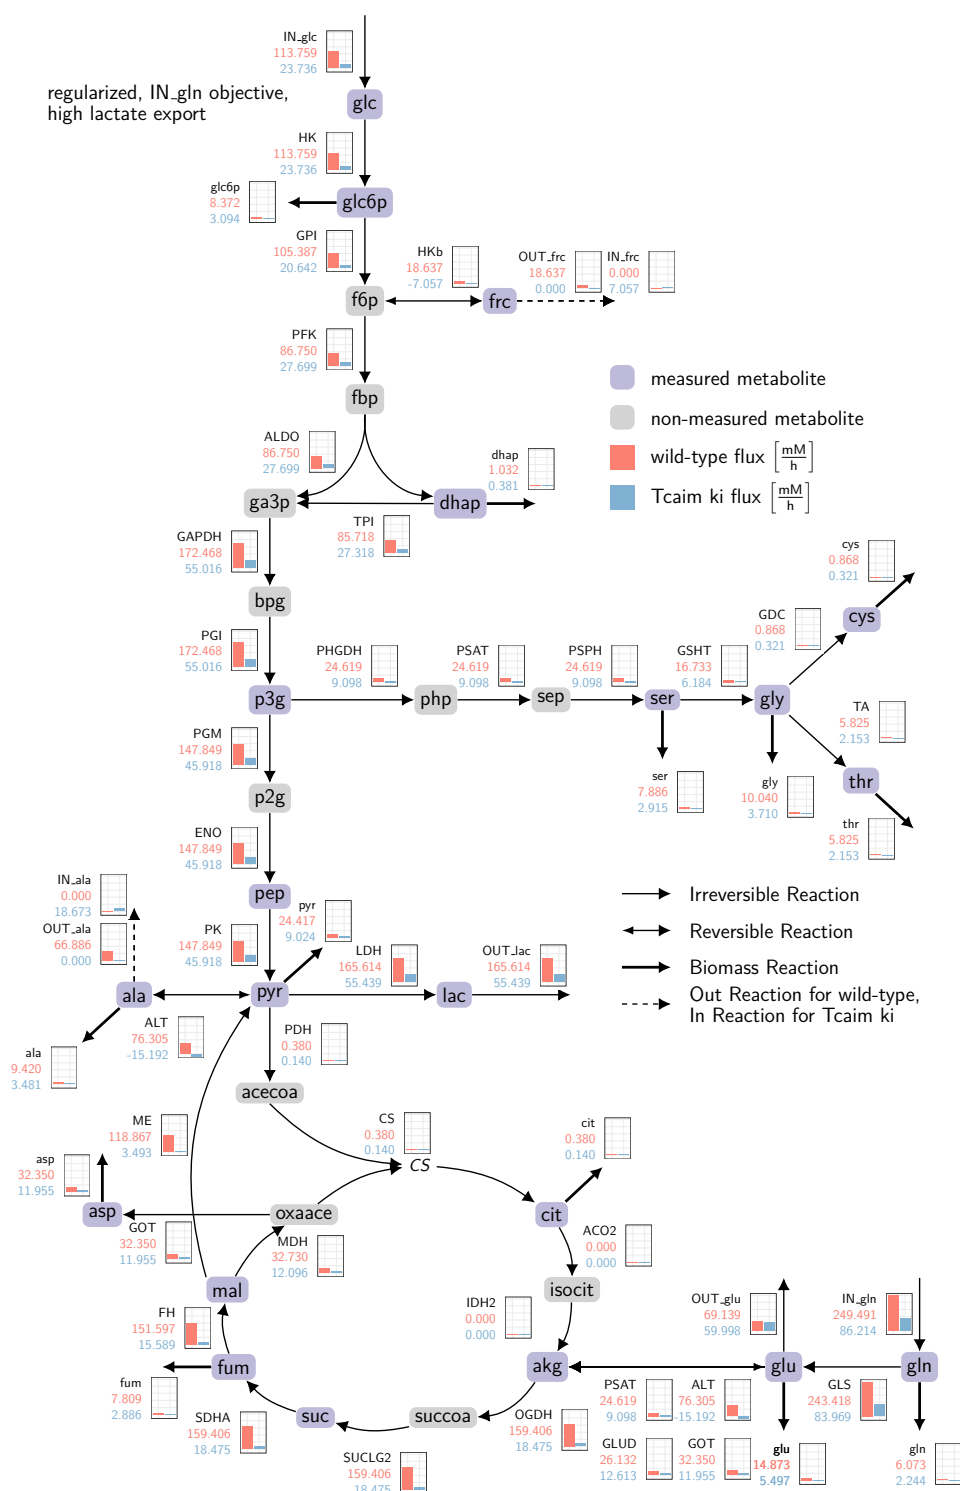 IN_glc
113.759
23.736
regularized, IN_gln objective,
high lactate export
glc
HK
113.759
23.736
glc6p
8.372
3.094
glc6p
GPI
105.387
20.642
HKb
18.637
-7.057
OUT_frc
18.637
0.000
IN_frc
0.000
7.057
f6p
frc
PFK
86.750
27.699
measured metabolite
fbp
non-measured metabolite
wild-type flux [mM/h]
Tcaim ki flux [mM/h]
ALDO
86.750
27.699
dhap
1.032
0.381
ga3p
dhap
TPI
85.718
27.318
GAPDH
172.468
55.016
cys
0.868
0.321
bpg
GDC
0.868
0.321
cys
PGI
172.468
55.016
PHGDH
24.619
9.098
PSAT
24.619
9.098
PSPH
24.619
9.098
GSHT
16.733
6.184
p3g
php
sep
ser
gly
TA
5.825
2.153
PGM
147.849
45.918
ser
7.886
2.915
gly
10.040
3.710
thr
p2g
thr
5.825
2.153
ENO
147.849
45.918
IN_ala
0.000
18.673
pep
Irreversible Reaction
pyr
24.417
9.024
OUT_ala
66.886
0.000
PK
147.849
45.918
LDH
165.614
55.439
OUT_lac
165.614
55.439
Reversible Reaction
Biomass Reaction
ala
pyr
lac
Out Reaction for wild-type,
In Reaction for Tcaim ki
ALT
76.305
-15.192
PDH
0.380
0.140
ala
9.420
3.481
acecoa
ME
118.867
3.493
CS
0.380
0.140
cit
0.380
0.140
asp
32.350
11.955
CS
asp
oxaace
cit
GOT
32.350
11.955
MDH
32.730
12.096
ACO2
0.000
0.000
mal
isocit
IDH2
0.000
0.000
OUT_glu
69.139
59.998
IN_gln
249.491
86.214
FH
151.597
15.589
fum
akg
glu
gln
fum
7.809
2.886
PSAT
24.619
9.098
ALT
76.305
-15.192
GLS
243.418
83.969
SDHA
159.406
18.475
suc
succoa
OGDH
159.406
18.475
GLUD
26.132
12.613
GOT
32.350
11.955
glu
14.873
5.497
gln
6.073
2.244
SUCLG2
159.406
18.475